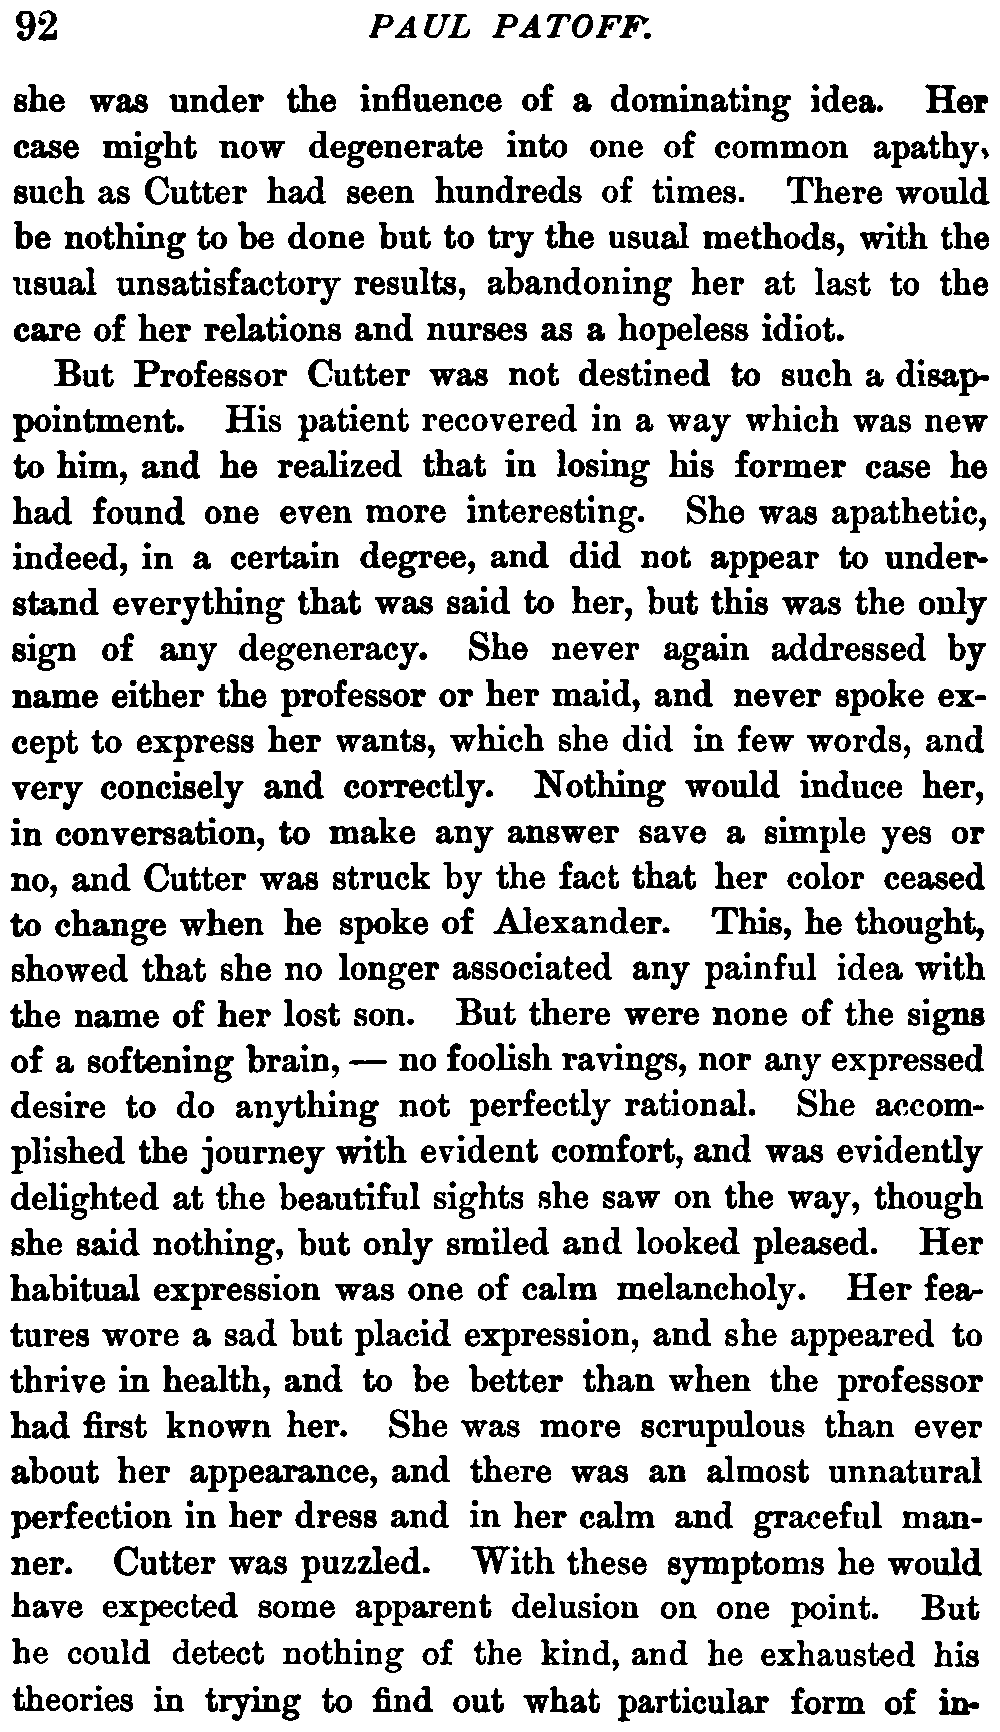 92 PAUL PATOFF.
she was under the influence of a dominating idea. Her
case might now degenerate into one of common apathy,
such as Cutter had seen hundreds of times. There would
be nothing to be done but to try the usual methods, with the
usual unsatisfactory results, abandoning her at last to the
care of her relations and nurses as a hopeless idiot.
But Professor Cutter was not destined to such a disap-
pointment. His patient recovered in a way which was new
to him, and he realized that in losing his former case he
had found one even more interesting. She was apathetic,
indeed, in a certain degree, and did not appear to under-
stand everything that was said to her, but this was the only
sign of any degeneracy. She never again addressed by
name either the professor or her maid, and never spoke ex-
cept to express her wants, which she did in few words, and
very concisely and correctly. Nothing would induce her,
in conversation, to make any answer save a simple yes or
no, and Cutter was struck by the fact that her color ceased
to change when he spoke of Alexander. This, he thought,
showed that she no longer associated any painful idea with
the name of her lost son. But there were none of the signs
of a softening brain, — no foolish ravings, nor any expressed
desire to do anything not perfectly rational. She accom-
plished the journey with evident comfort, and was evidently
delighted at the beautiful sights she saw on the way, though
she said nothing, but only smiled and looked pleased. Her
habitual expression was one of calm melancholy. Her fea-
tures wore a sad but placid expression, and she appeared to
thrive in health, and to be better than when the professor
had first known her. She was more scrupulous than ever
about her appearance, and there was an almost unnatural
perfection in her dress and in her calm and graceful man-
ner. Cutter was puzzled. With these symptoms he would
have expected some apparent delusion on one point. But
he could detect nothing of the kind, and he exhausted his
theories in trying to find out what particular form of in-